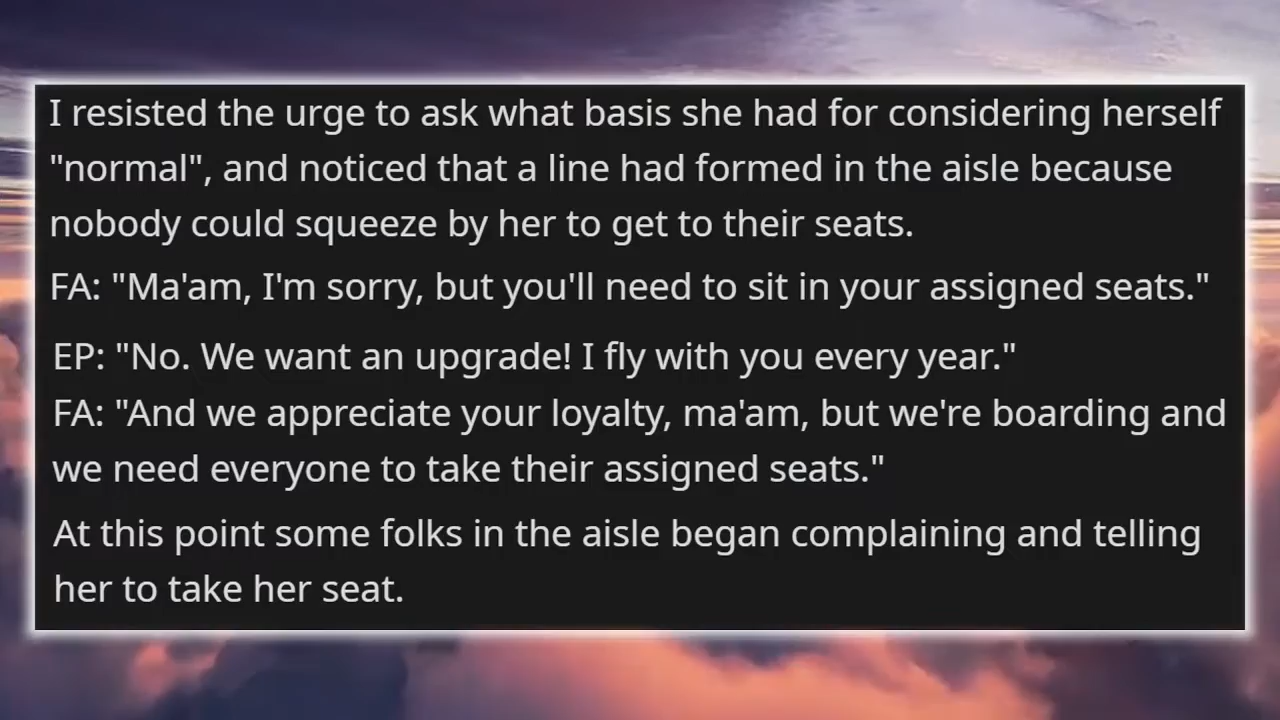 I resisted the urge to ask what basis she had for considering herself
"normal", and noticed that a line had formed in the aisle because
nobody could squeeze by her to get to their seats.
FA: "Ma'am, I'm sorry, but you'll need to sit in your assigned seats."
EP: "No. We want an upgrade! I fly with you every year."
FA: "And we appreciate your loyalty, ma'am, but we're boarding and
we need everyone to take their assigned seats."
At this point some folks in the aisle began complaining and telling
her to take her seat.